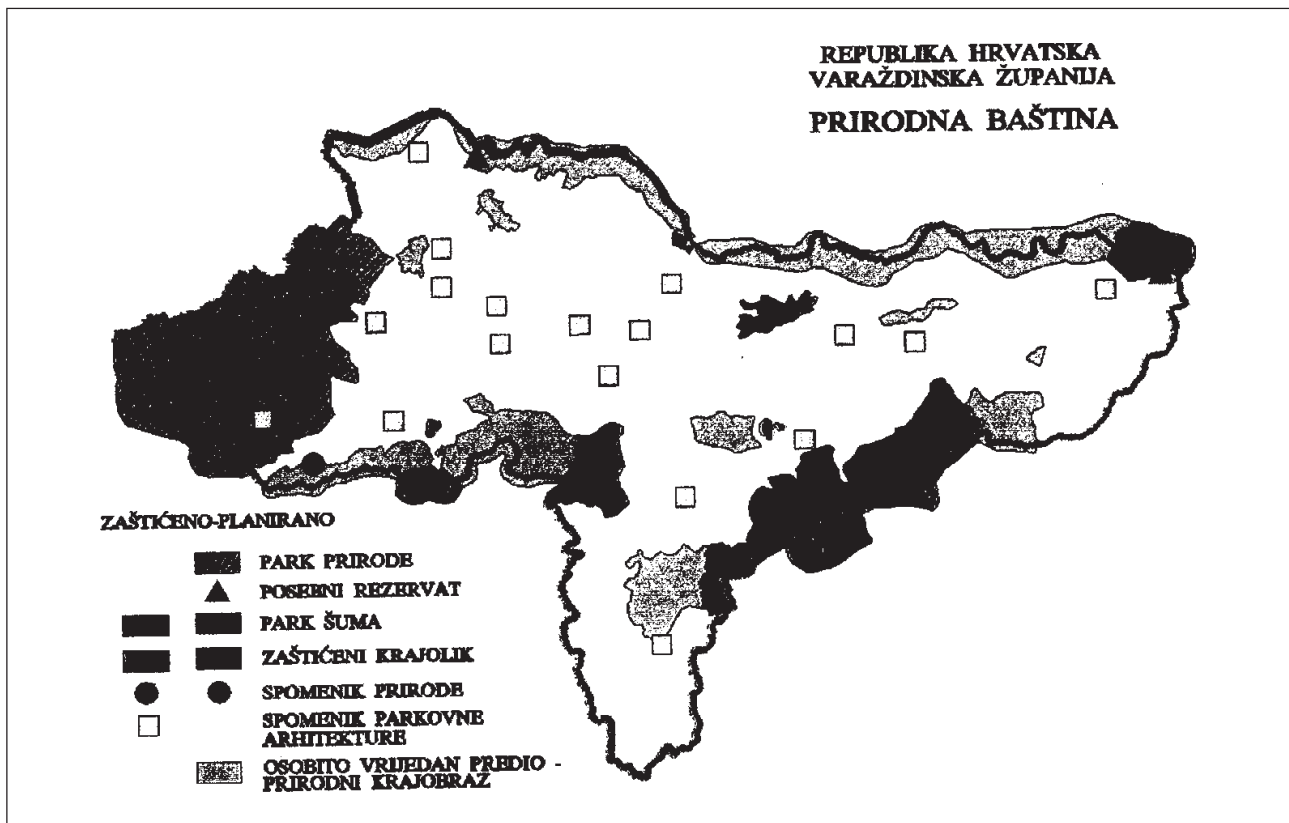 REPUBLIKA HRVATSKA
VARAŽDINSKA ŽUPANIJA
PRIRODNA BAŠTINA
ZAŠTIĆENO-PLANIRANO
PARK PRIRODE
POSEBNI REZERVAT
PARK ŠUMA
ZAŠTIĆENI KRAJOLIK
SPOMENIK PRIRODE
SPOMENIK PARKOVNE
ARHITEKTURE
OSOBITO VRIJEDAN PREDIO -
PRIRODNI KRAJOBRAZ